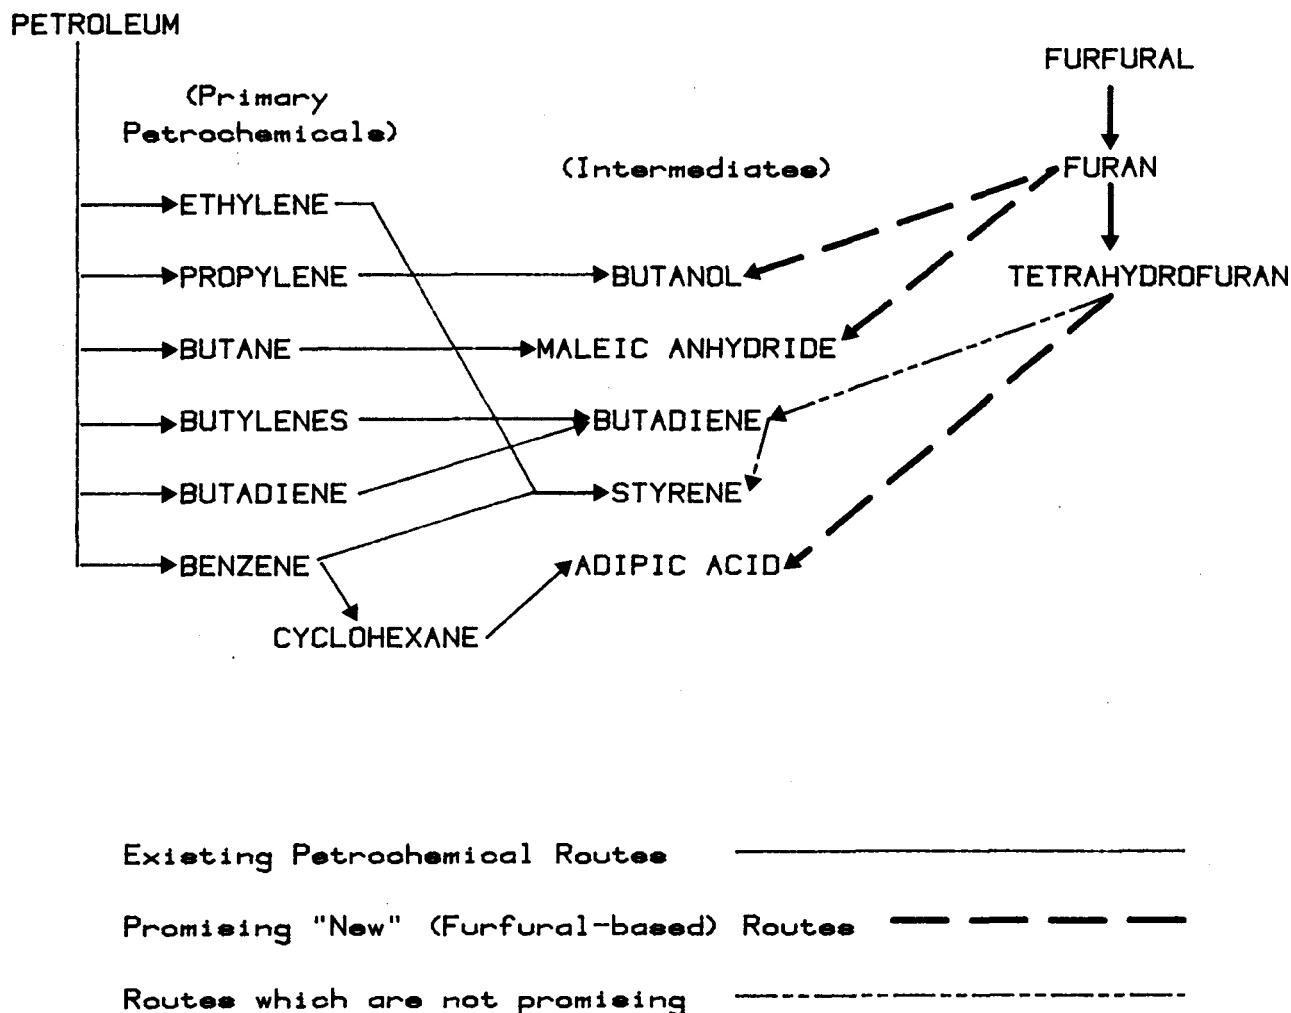 PETROLEUM
FURFURAL
(Primary
Petrochemicals)
(Intermediates)
FURAN
ETHYLENE
PROPYLENE
BUTANOL
TETRAHYDROFURAN
BUTANE
MALEIC ANHYDRIDE
BUTYLENES
BUTADIENE
BUTADIENE
STYRENE
BENZENE
ADIPIC ACID
CYCLOHEXANE
Existing Petrochemical Routes
Promising "New" (Furfural-based) Routes
Routes which are not promising